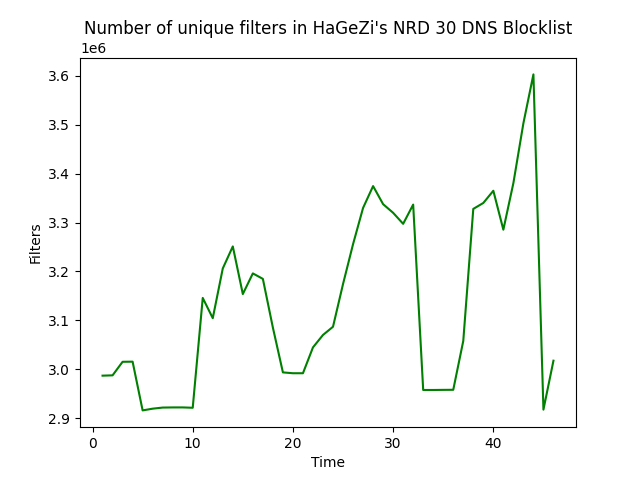 Number of unique filters in HaGeZi's NRD 30 DNS Blocklist
1e6
3.6
3.5
3.4
3.3
3.2
3.1
3.0
2.9
Filters
0 10 20 30 40
Time